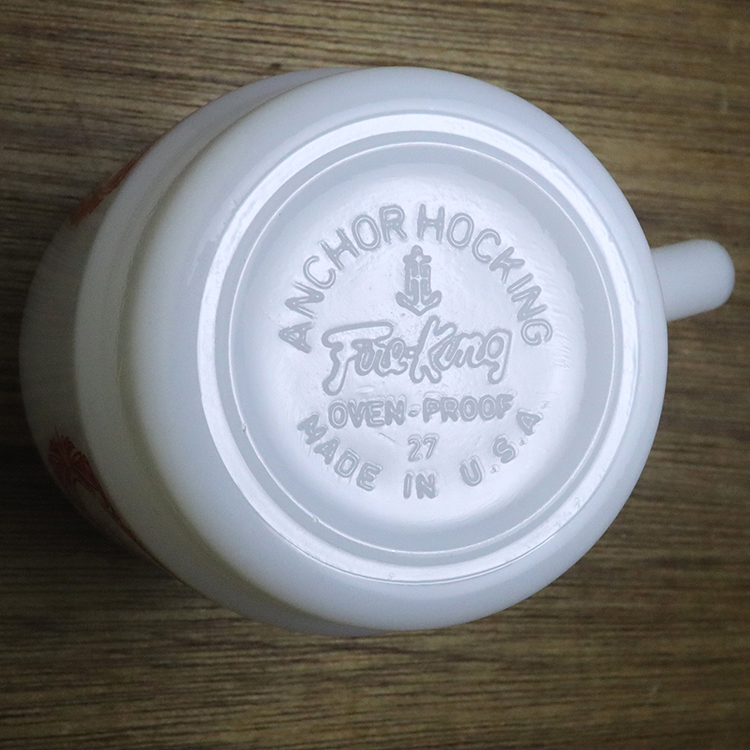 ANCHOR HOCKING
Fire-King
OVEN-PROOF
27
MADE IN U.S.A.